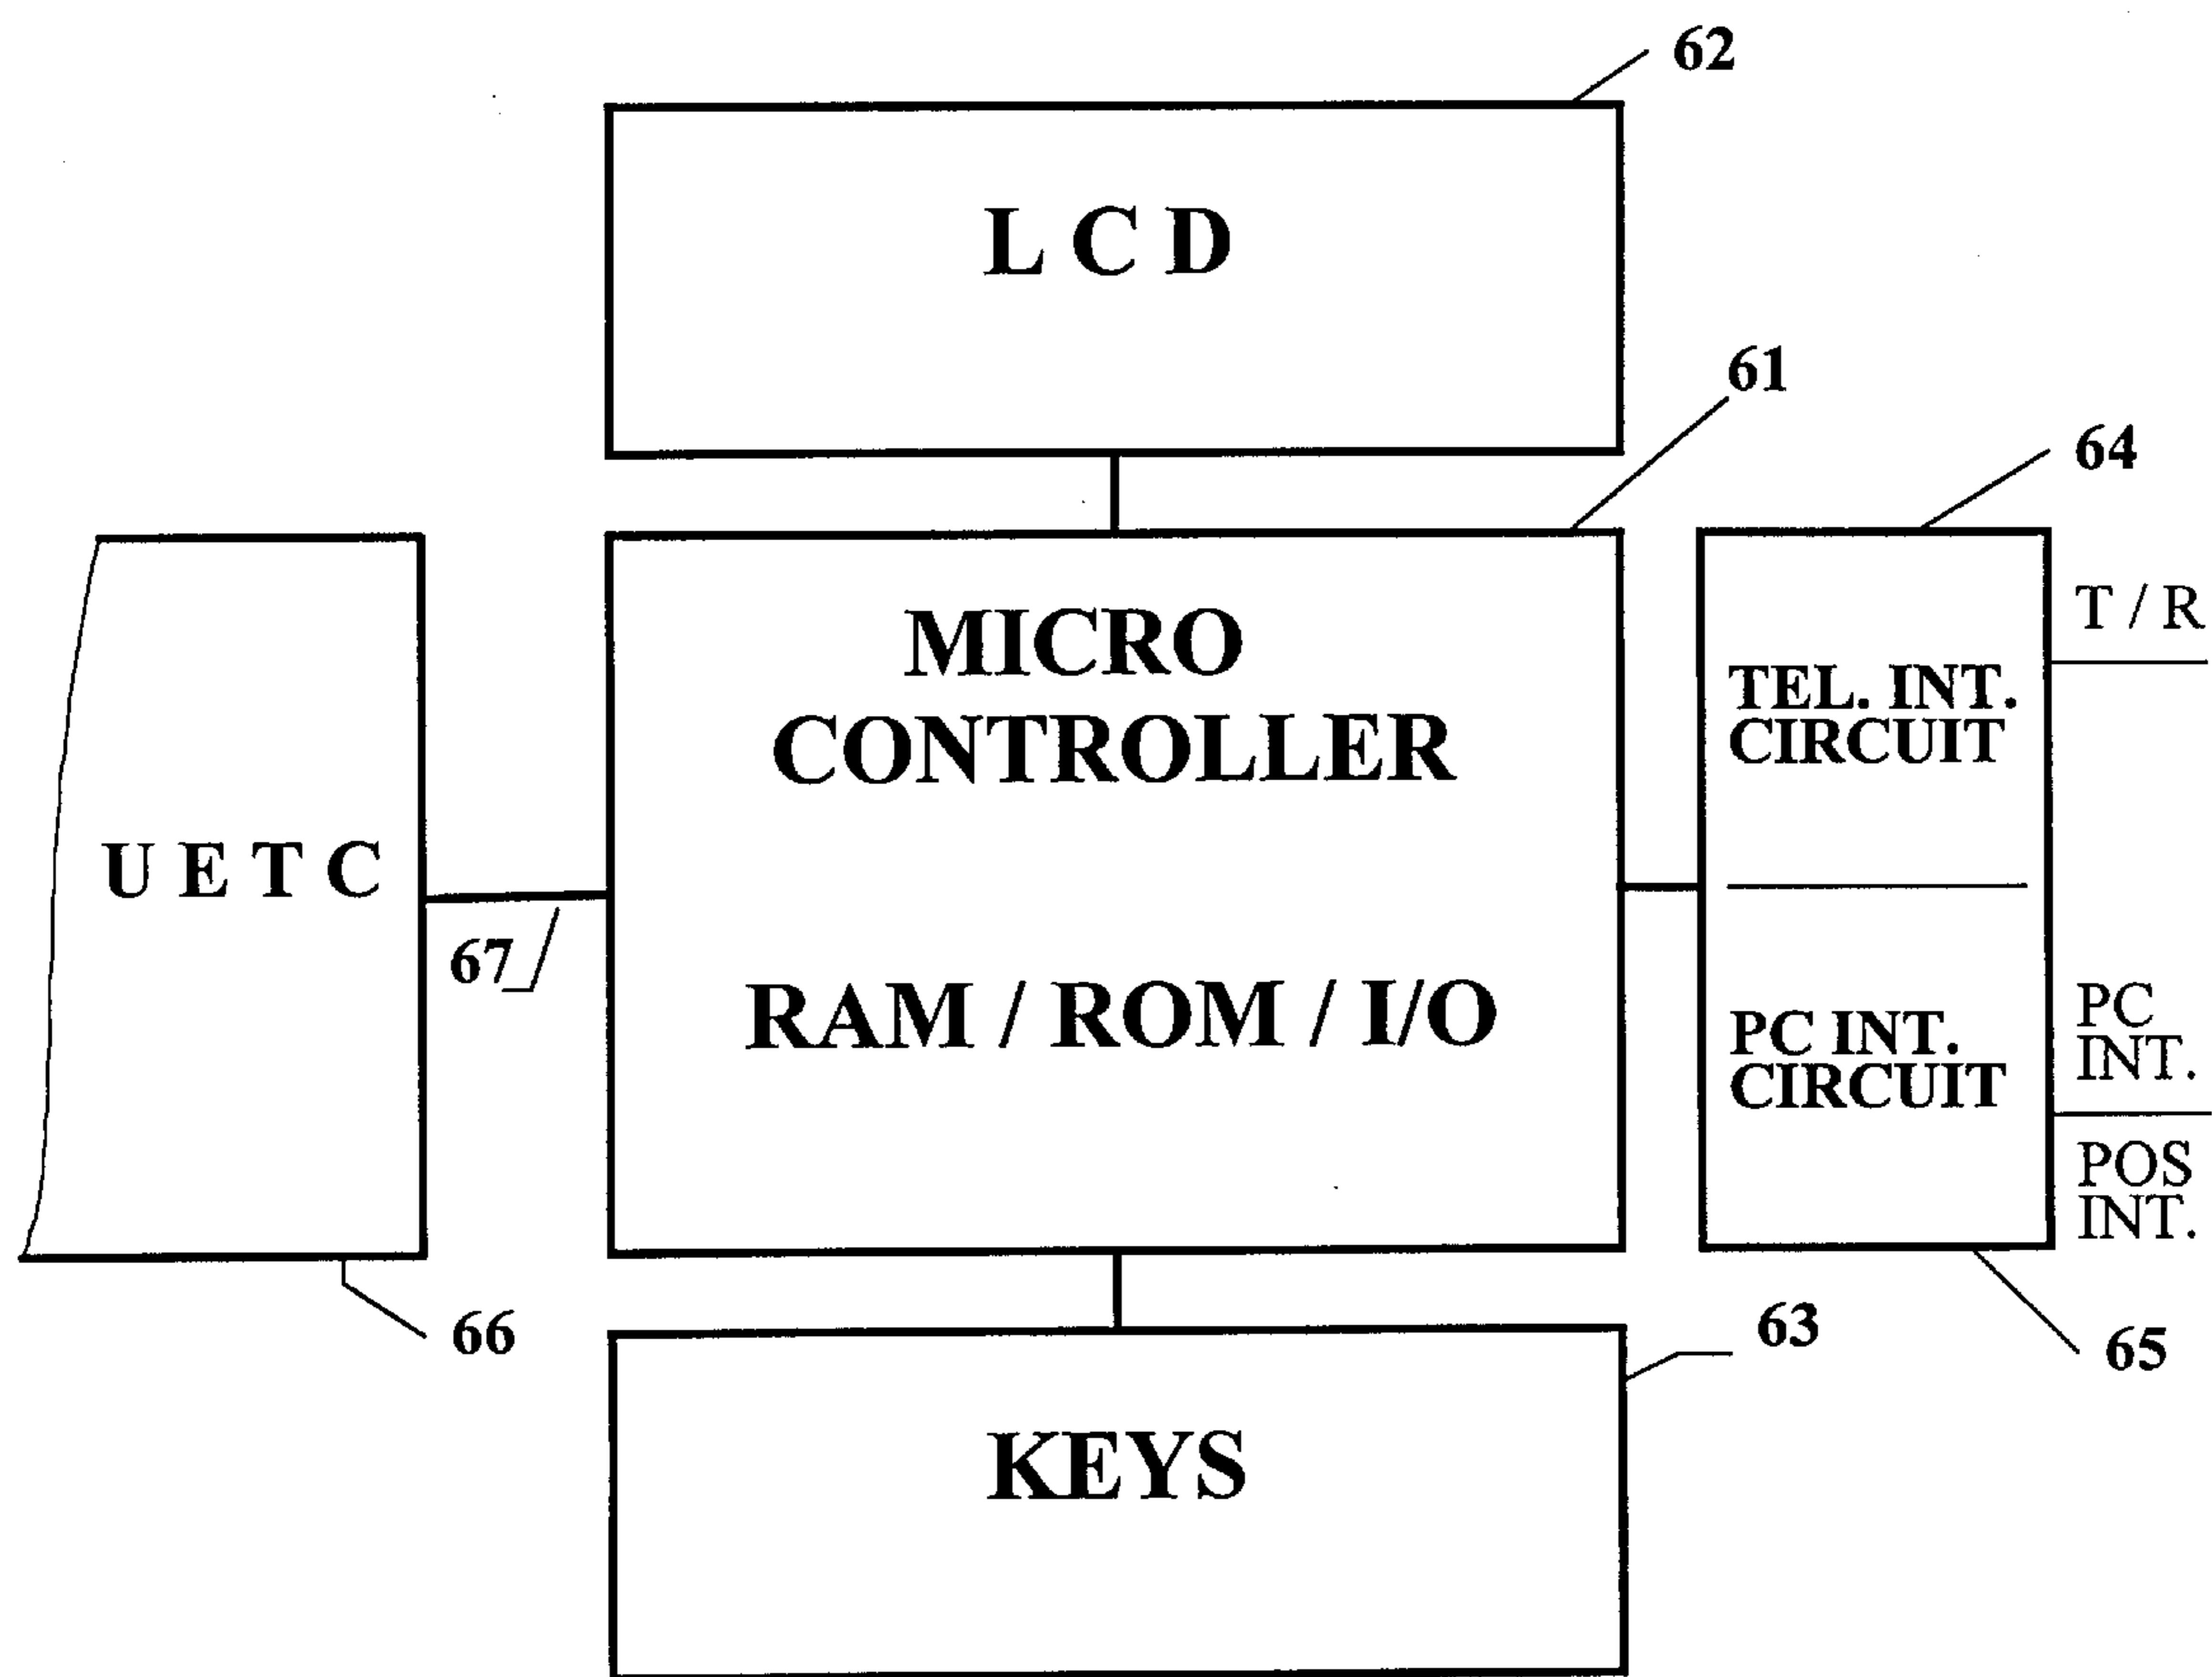 62
L C D
61
64
MICRO
CONTROLLER
RAM / ROM / I/O
TEL. INT.
CIRCUIT
T / R
U E T C
67
PC INT.
CIRCUIT
PC
INT.
POS
INT.
66
63
65
KEYS